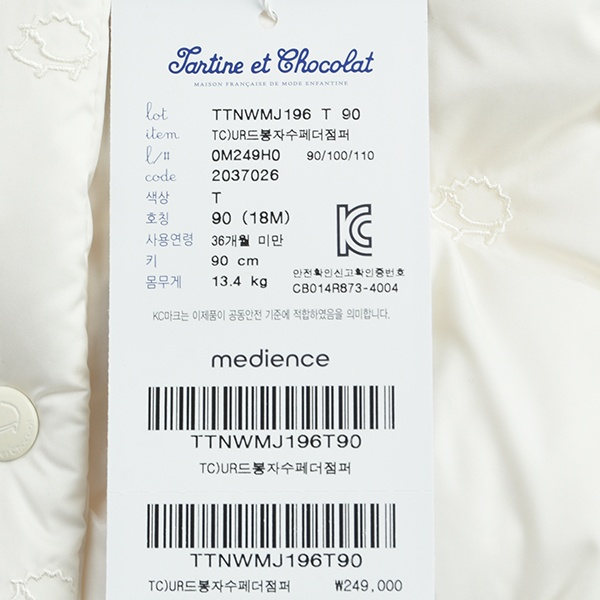 Tartine et Chocolat
MAISON FRANÇAISE DE MODE ENFANTINE
lot TTNWMJ196 T 90
item TC)UR드봉자수페더점퍼
l/# 0M249H0 90/100/110
code 2037026
색상 T
호칭 90 (18M)
사용연령 36개월 미만
키 90 cm
몸무게 13.4 kg
KC
안전확인신고확인증번호
CB014R873-4004
KC마크는 이제품이 공통안전 기준에 적합하였음을 의미합니다.
medience
TTNWMJ196T90
TC)UR드봉자수페더점퍼
TTNWMJ196T90
TC)UR드봉자수페더점퍼 ₩249,000